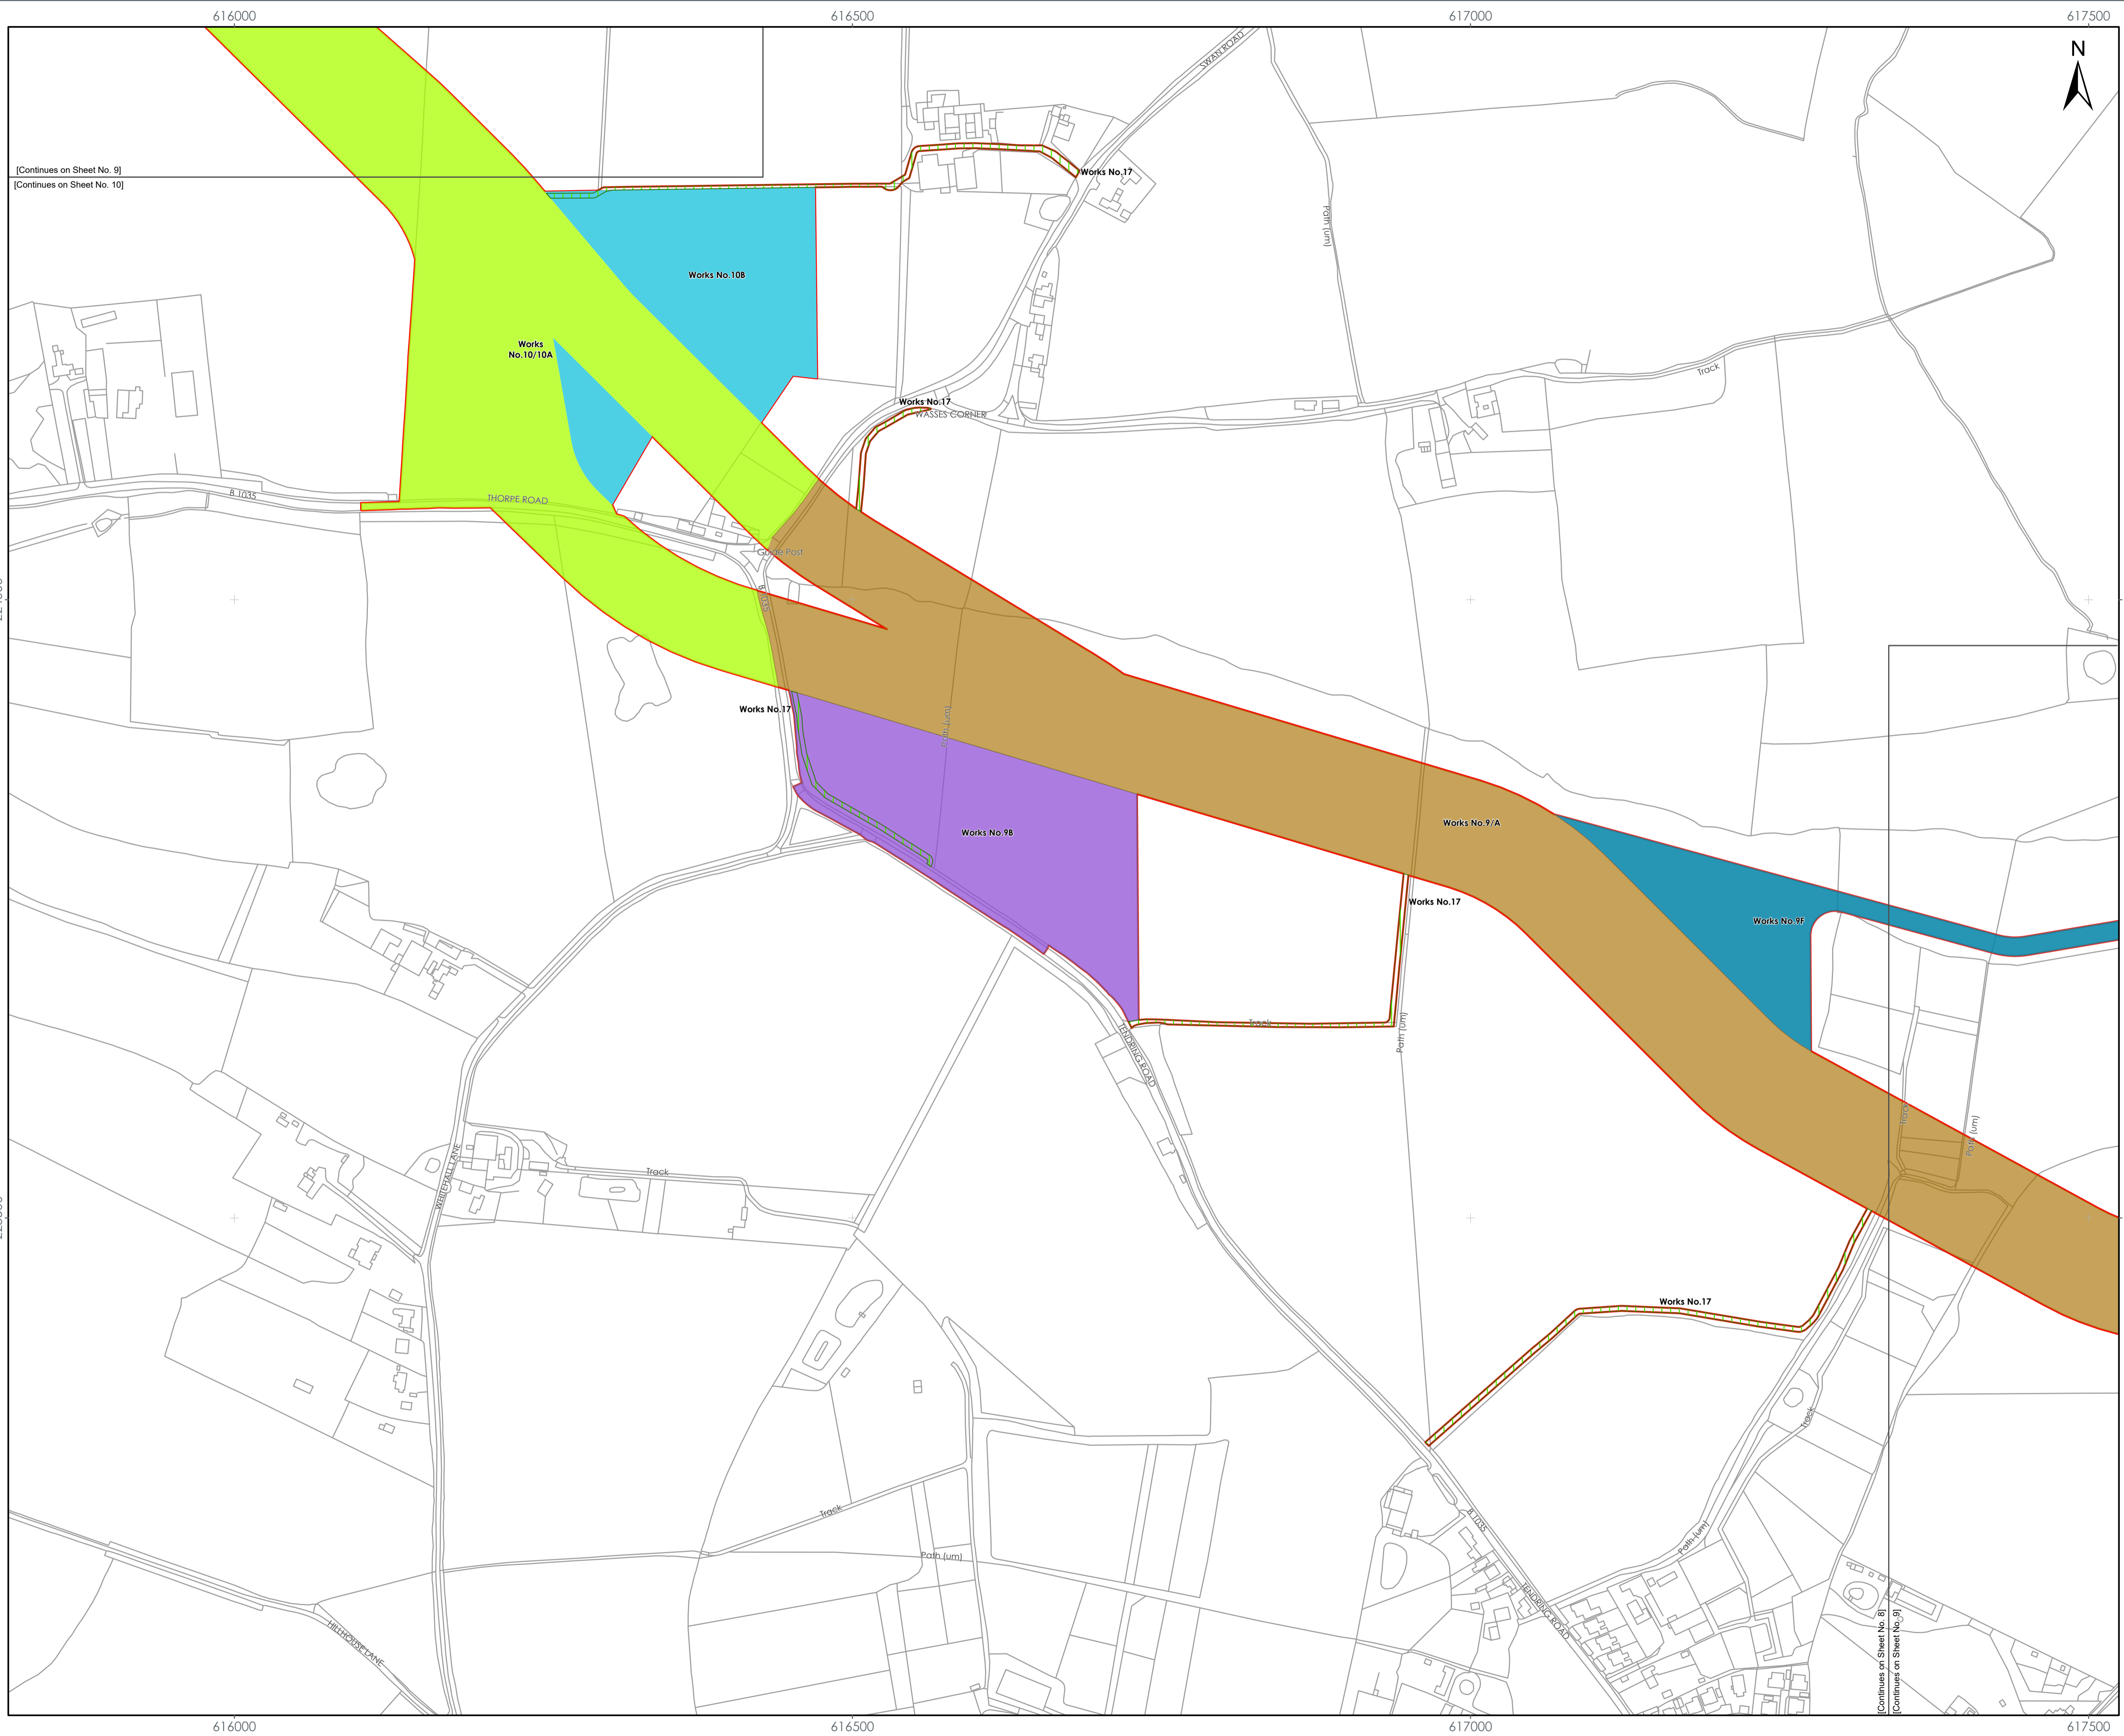 616000
616500
617000
617500
N
SWAN ROAD
[Continues on Sheet No. 9]
[Continues on Sheet No. 10]
Works No.17
Path (um)
Works No.10B
Works
No.10/10A
Track
Works No.17
WASSES CORNER
B 1035
THORPE ROAD
Guide Post
B 1035
Works No.17
Path (um)
Works No.9B
Works No.9/A
Works No.17
Works No.9F
Track
Path (um)
TENDRING ROAD
Track
Path (um)
WHITEHALL LANE
Track
Works No.17
Track
Track
Path (um)
B 1035
Path (um)
TENDRING ROAD
HILLHOUSE LANE
[Continues on Sheet No. 8]
[Continues on Sheet No. 9]
616000
616500
617000
617500